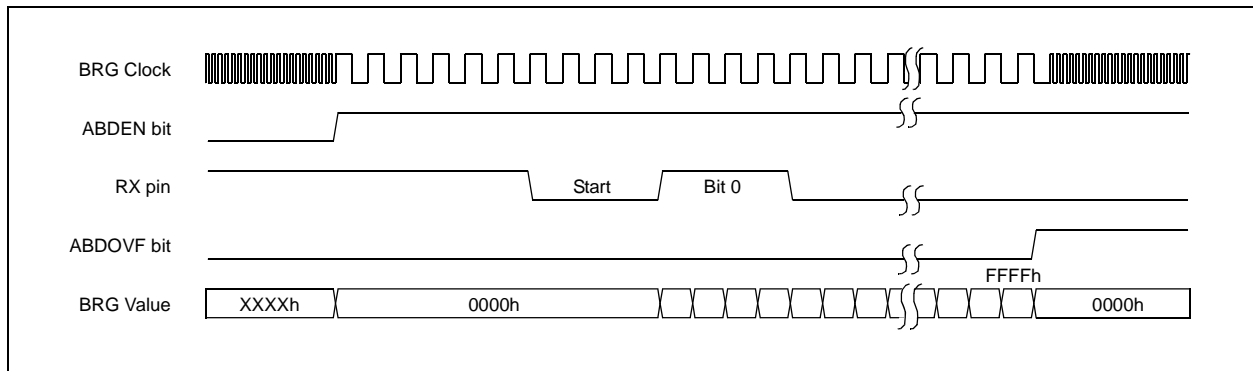 BRG Clock
ABDEN bit
RX pin
Start
Bit 0
ABDOVF bit
FFFFh
BRG Value
XXXXh
0000h
0000h